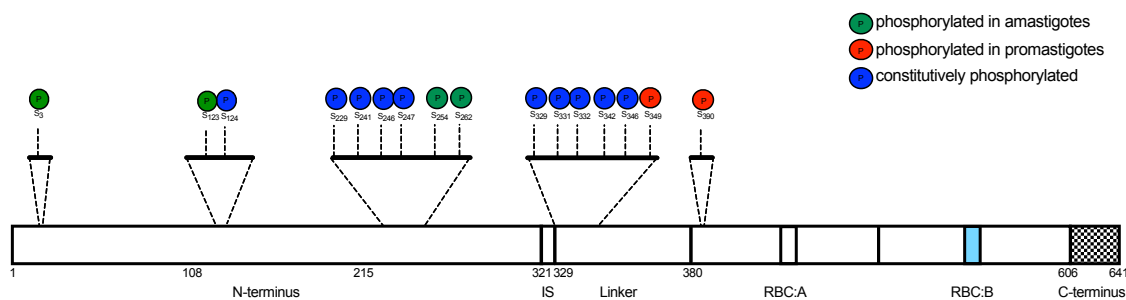 P phosphorylated in amastigotes
P phosphorylated in promastigotes
P constitutively phosphorylated
P P P P P P P P P P P P P P P P P
S3 S123 S124 S229 S241 S246 S247 S254 S262 S329 S331 S332 S342 S346 S349 S390
1 108 215 321 329 380 606 641
N-terminus IS Linker RBC:A RBC:B C-terminus